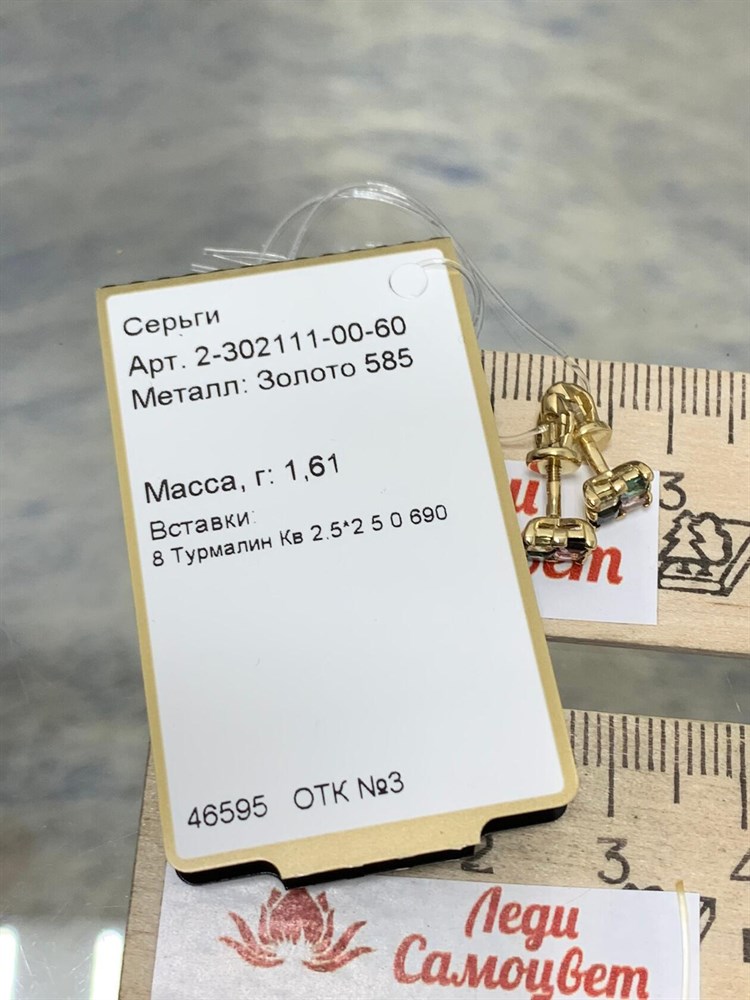 Серьги
Арт. 2-302111-00-60
Металл: Золото 585
Масса, г: 1,61
Вставки:
8 Турмалин Кв 2.5*2 5 0 690
46595 ОТК №3
3
2 3
Леди
Самоцвет